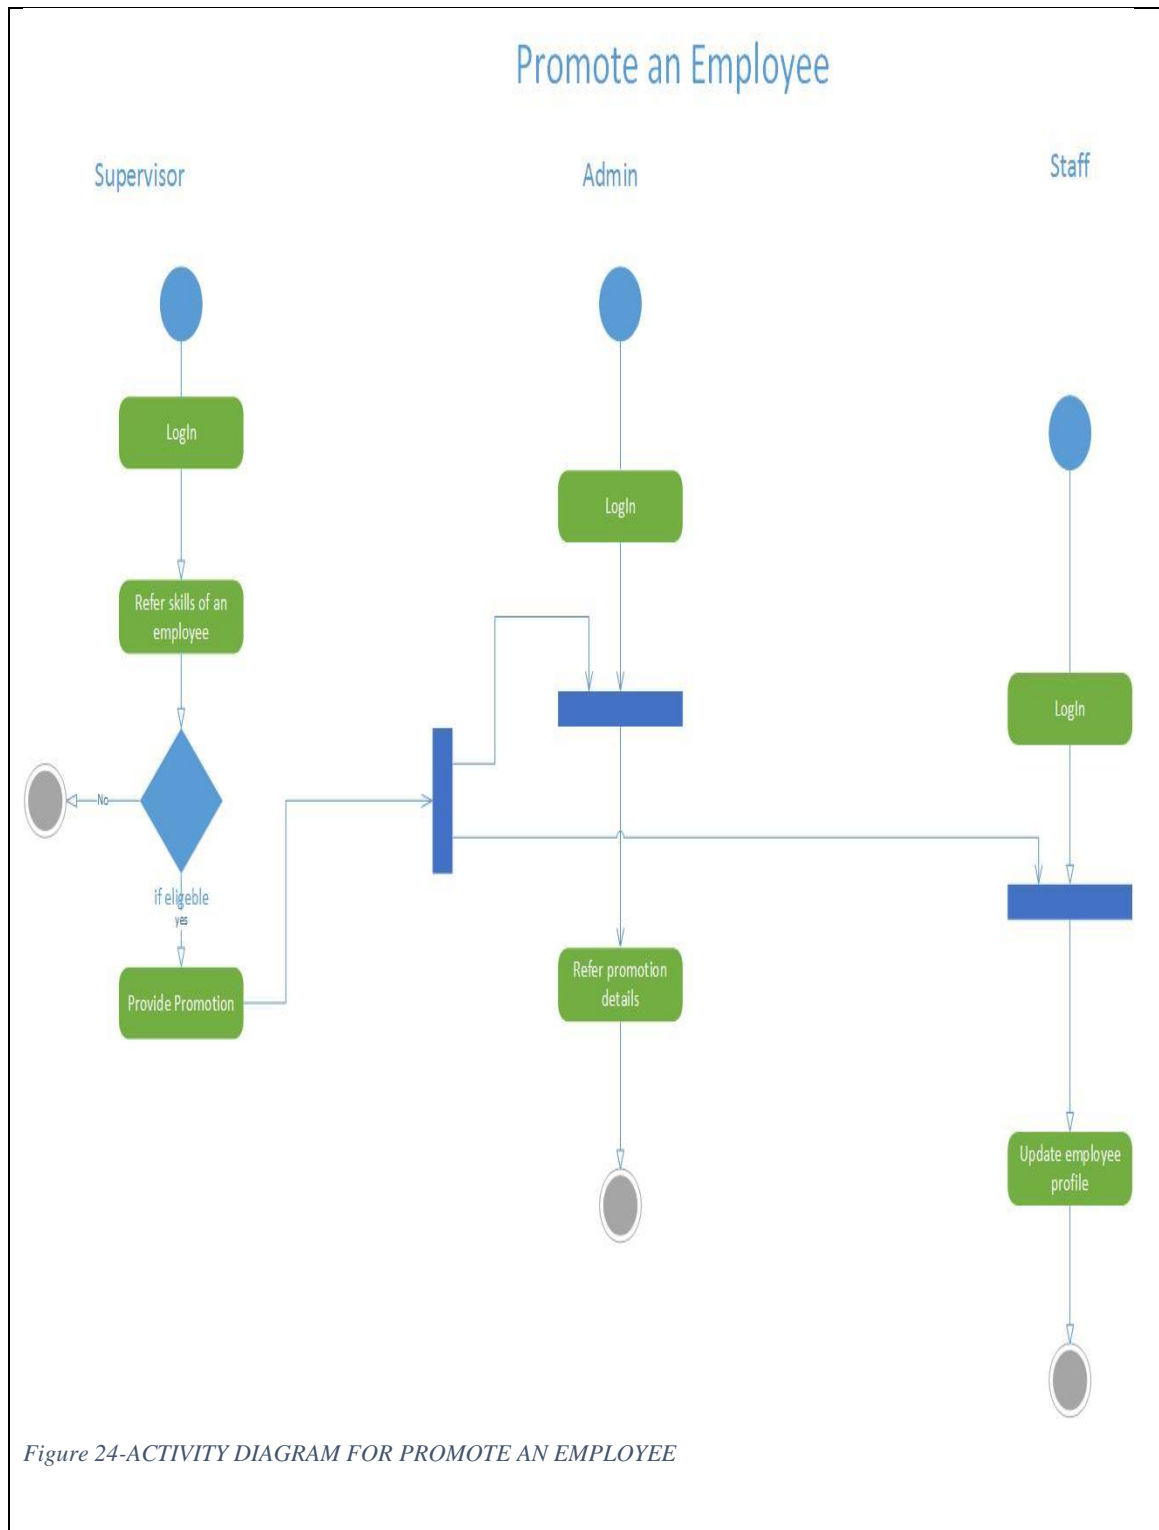 Promote an Employee
Supervisor
Admin
Staff
LogIn
LogIn
Refer skills of an
employee
LogIn
No
if eligeble
yes
Provide Promotion
Refer promotion
details
Update employee
profile
Figure 24-ACTIVITY DIAGRAM FOR PROMOTE AN EMPLOYEE